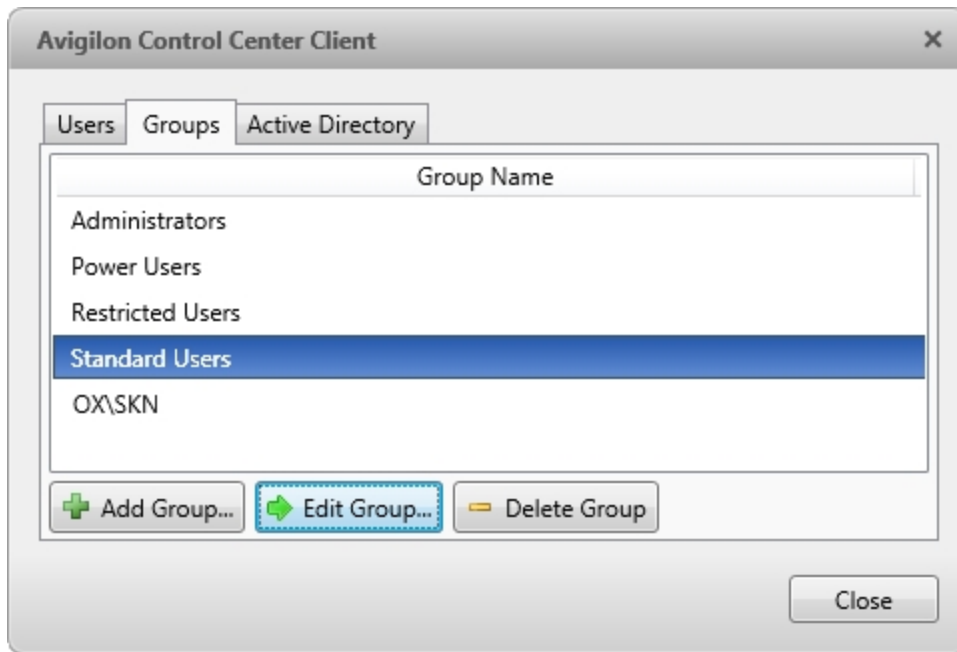 Avigilon Control Center Client
Users Groups Active Directory
Group Name
Administrators
Power Users
Restricted Users
Standard Users
OX\SKN
Add Group... Edit Group... Delete Group
Close